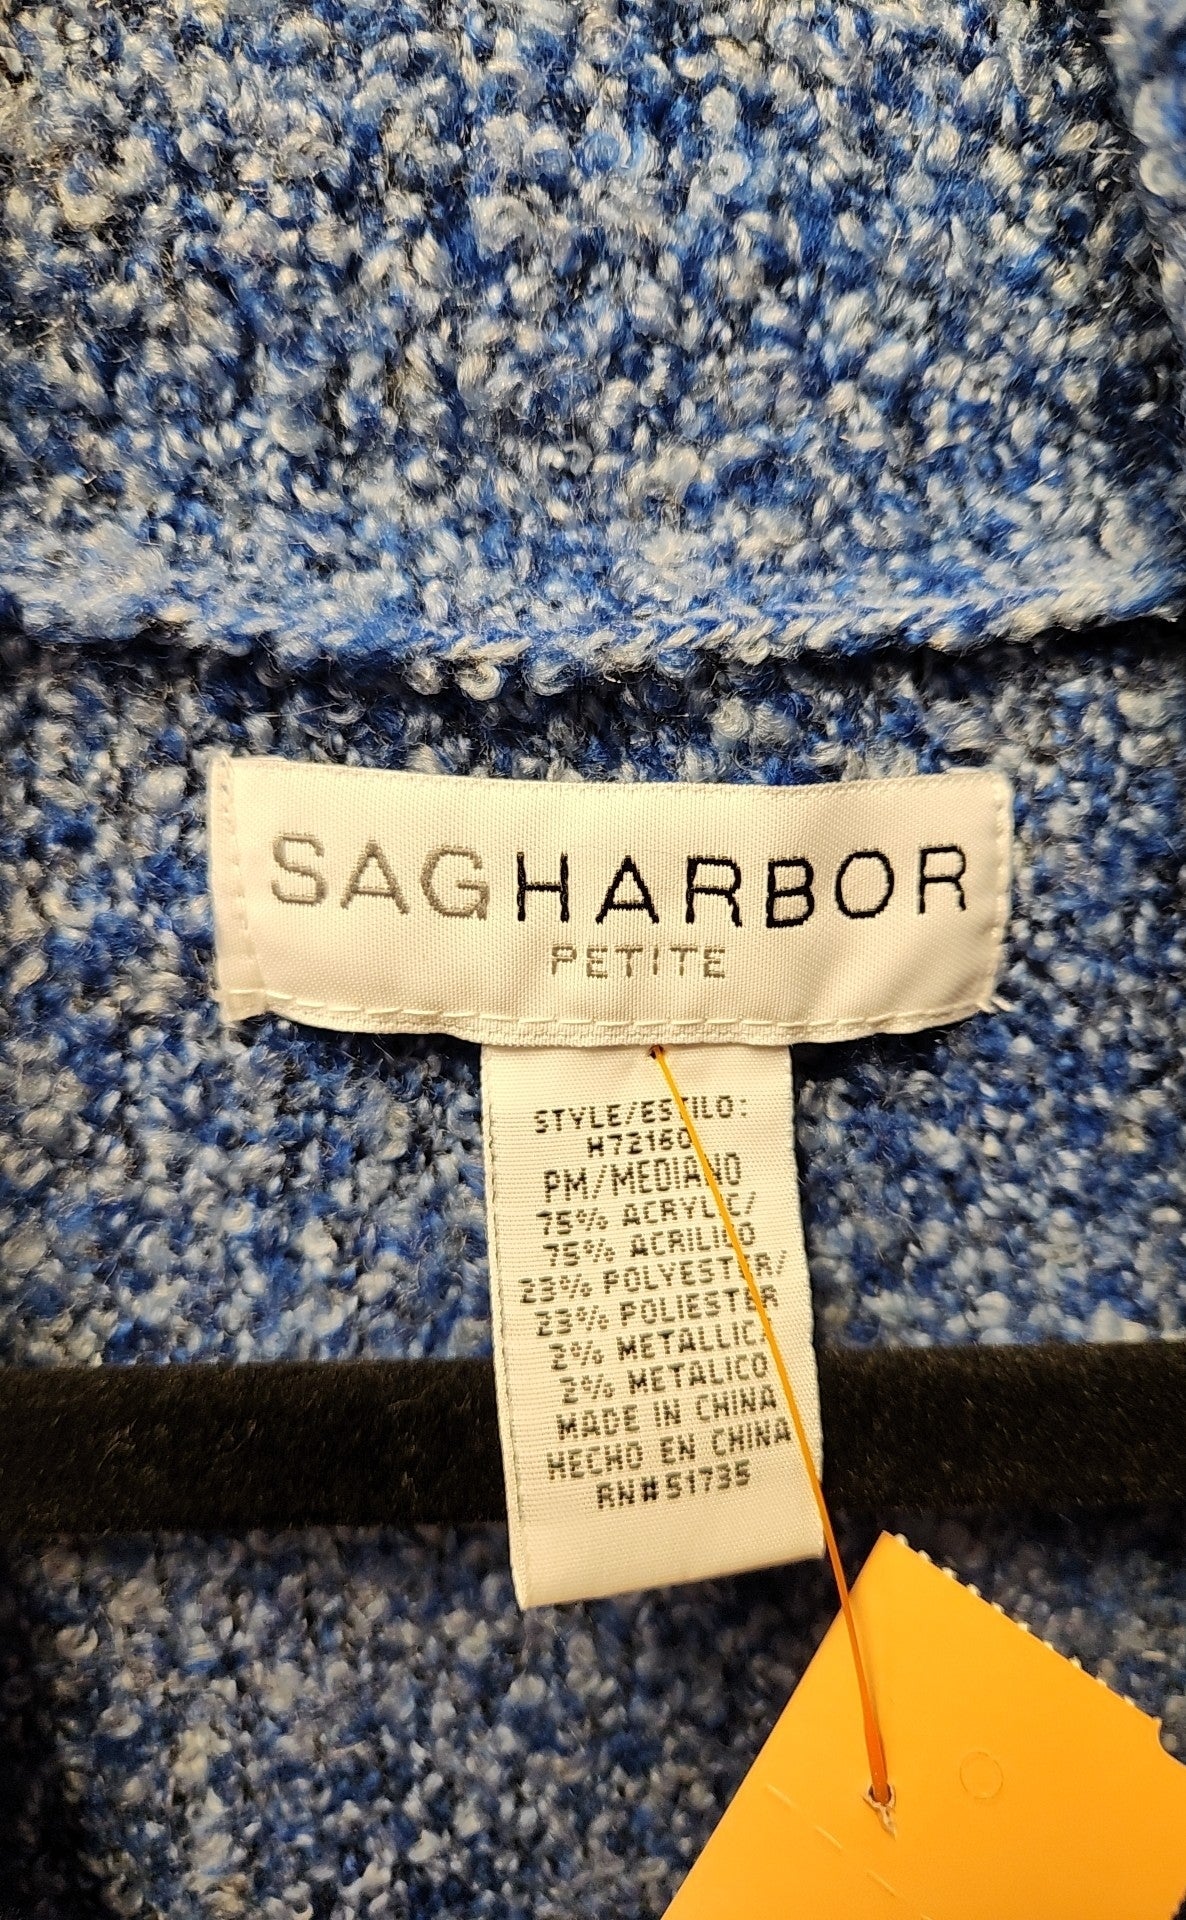 SAGHARBOR
PETITE
STYLE/ESTILO:
H72160
PM/MEDIANO
75% ACRYLIC/
75% ACRILICO
23% POLYESTER/
23% POLIESTER
2% METALLIC/
2% METALICO
MADE IN CHINA
HECHO EN CHINA
RN#51735